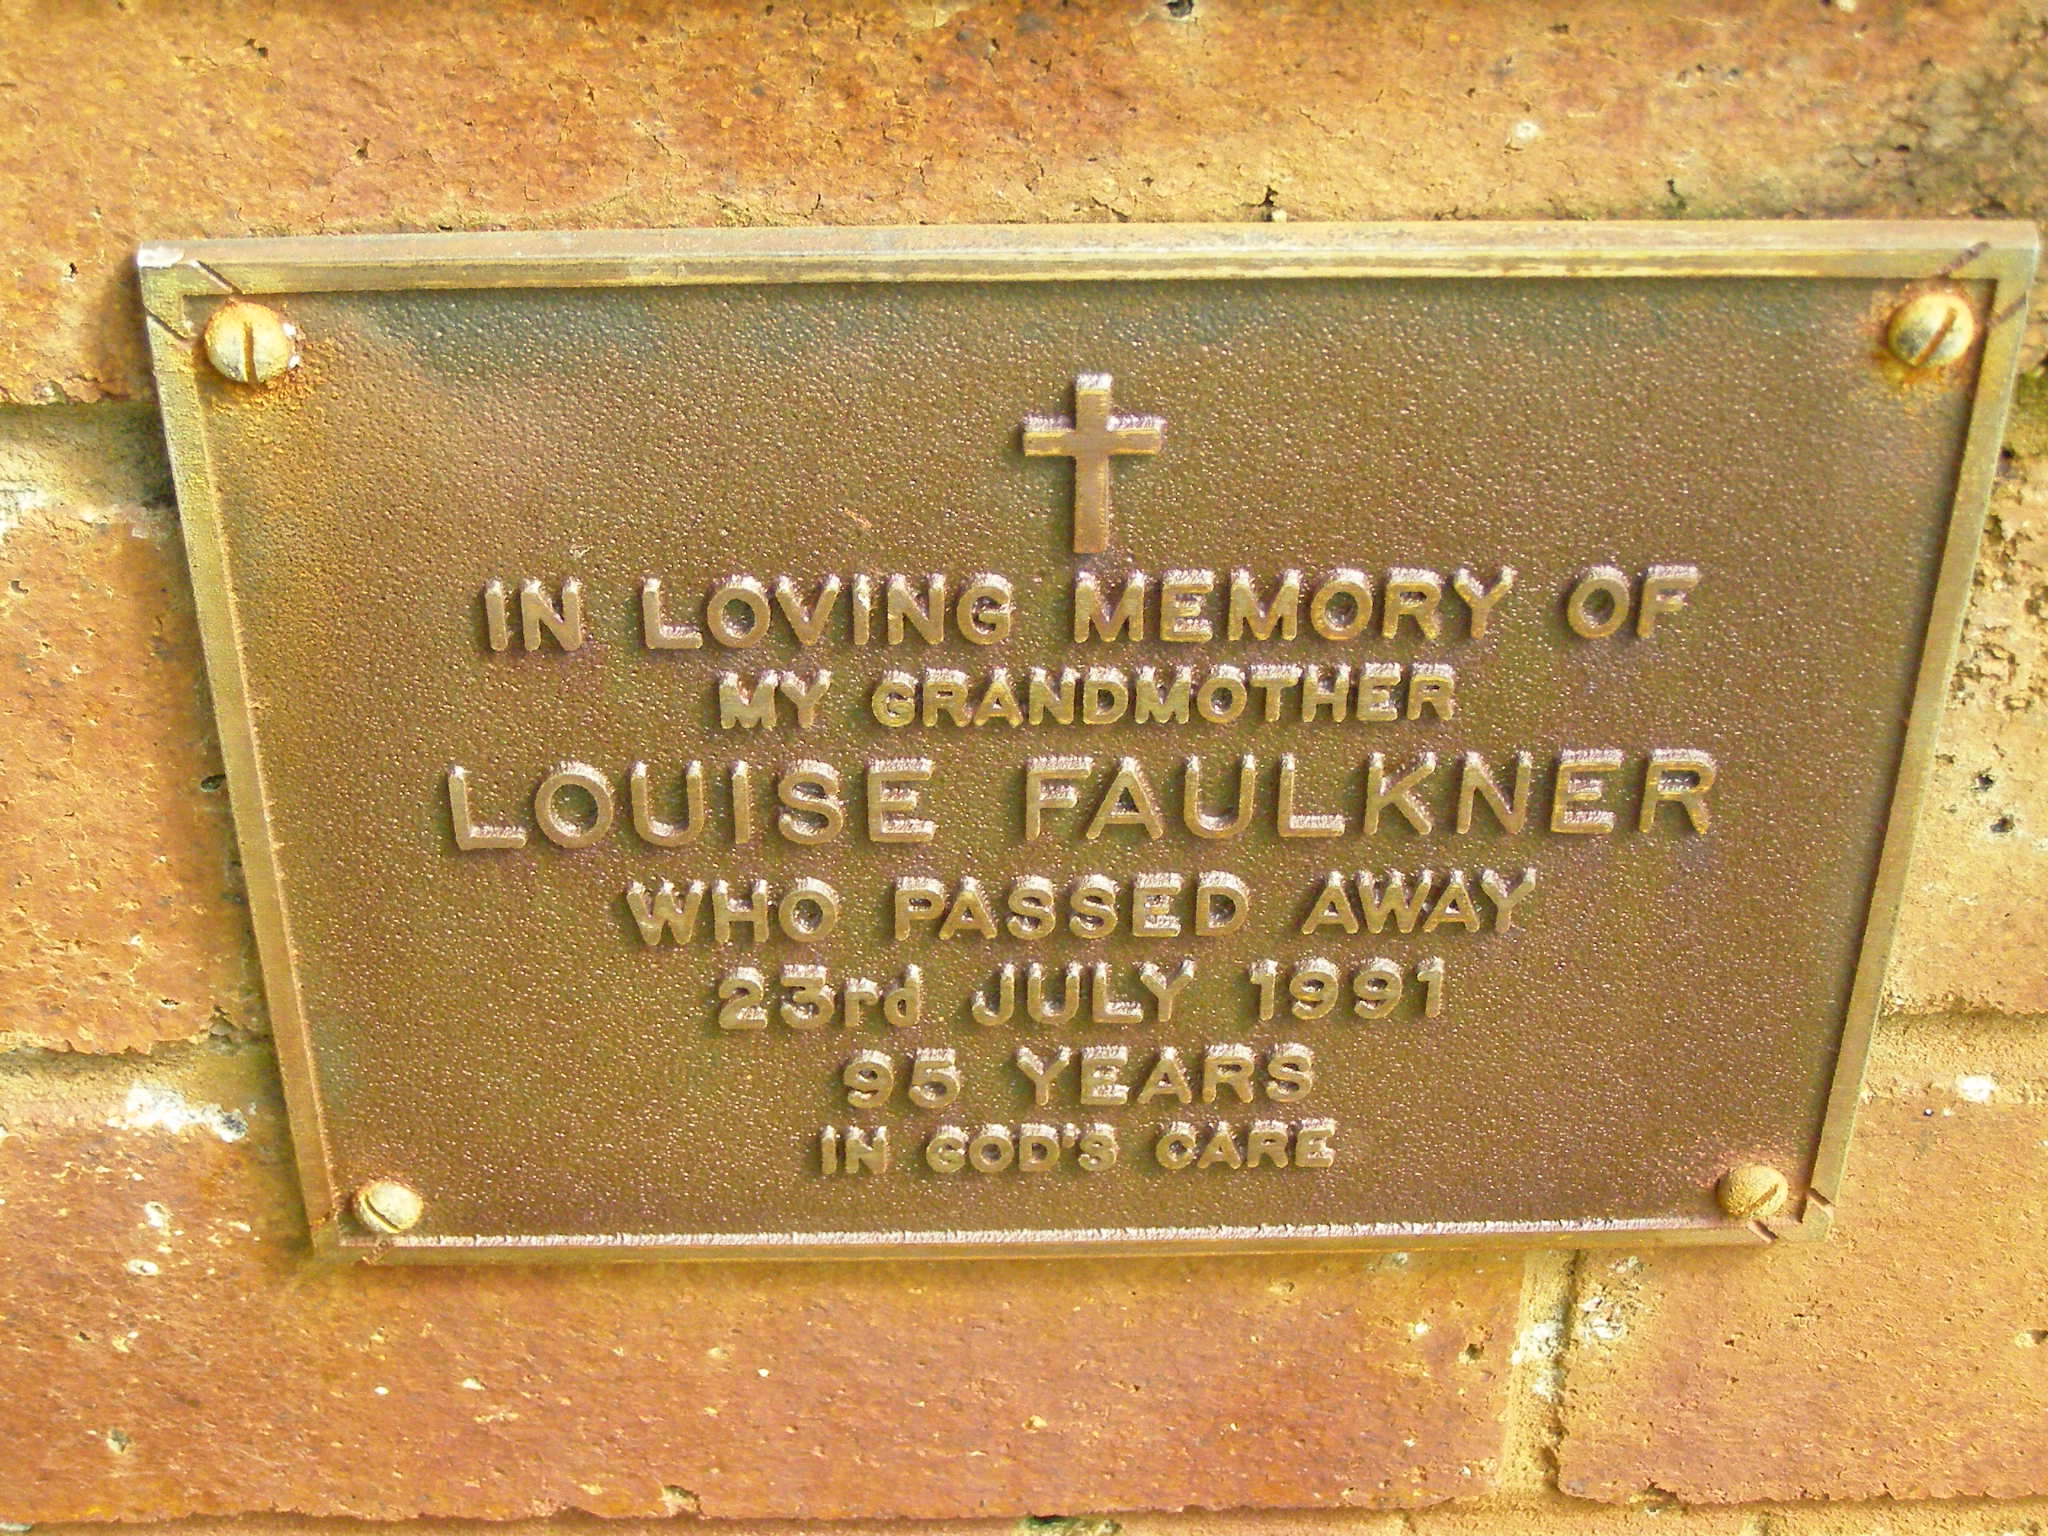 IN LOVING MEMORY OF
MY GRANDMOTHER
LOUISE FAULKNER
WHO PASSED AWAY
23rd JULY 1991
95 YEARS
IN GOD'S CARE